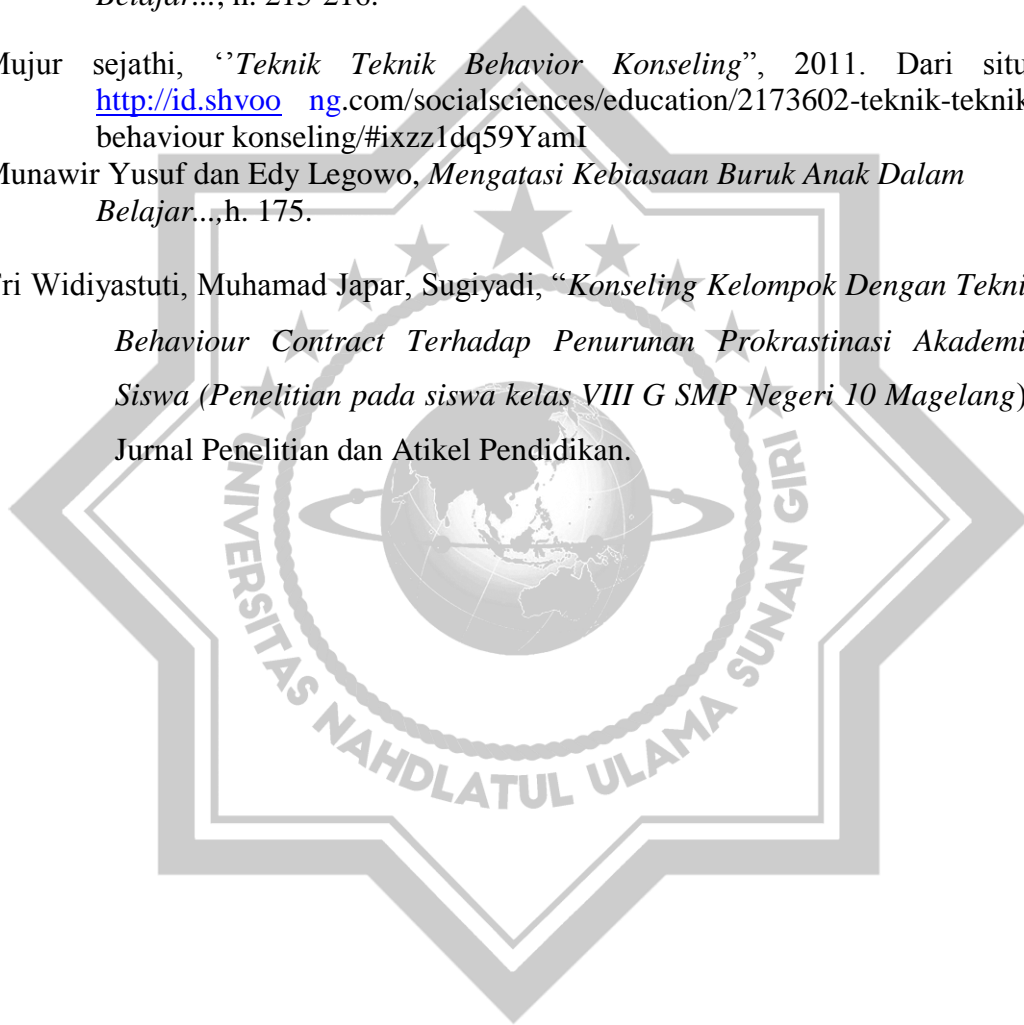 Belajar..., h. 215-216.
Mujur sejathi, ‘’Teknik Teknik Behavior Konseling”, 2011. Dari situ
http://id.shvoo ng.com/socialsciences/education/2173602-teknik-teknik
behaviour konseling/#ixzz1dq59YamI
Munawir Yusuf dan Edy Legowo, Mengatasi Kebiasaan Buruk Anak Dalam
Belajar...,h. 175.
ri Widiyastuti, Muhamad Japar, Sugiyadi, “Konseling Kelompok Dengan Tekni
Behaviour Contract Terhadap Penurunan Prokrastinasi Akademi
Siswa (Penelitian pada siswa kelas VIII G SMP Negeri 10 Magelang)
Jurnal Penelitian dan Atikel Pendidikan.
UNIVERSITAS NAHDLATUL ULAMA SUNAN GIRI